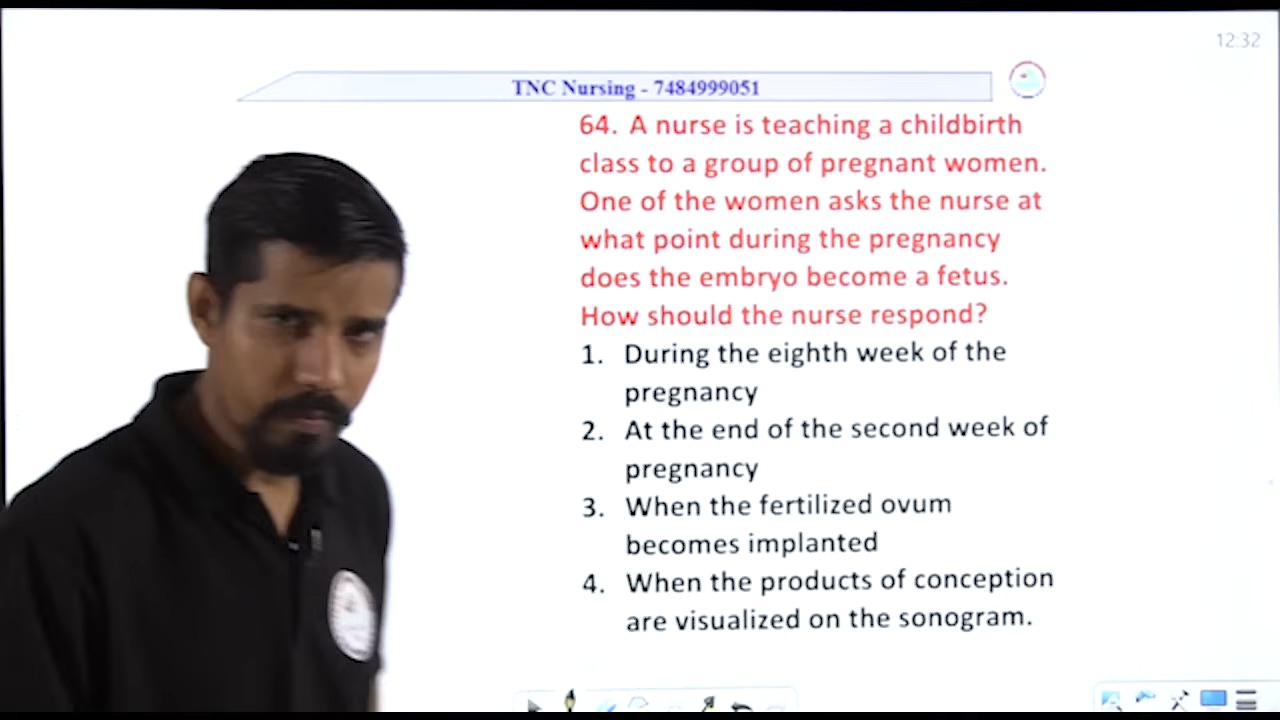 12:32
TNC Nursing - 7484999051
64. A nurse is teaching a childbirth
class to a group of pregnant women.
One of the women asks the nurse at
what point during the pregnancy
does the embryo become a fetus.
How should the nurse respond?
1. During the eighth week of the
pregnancy
2. At the end of the second week of
pregnancy
3. When the fertilized ovum
becomes implanted
4. When the products of conception
are visualized on the sonogram.